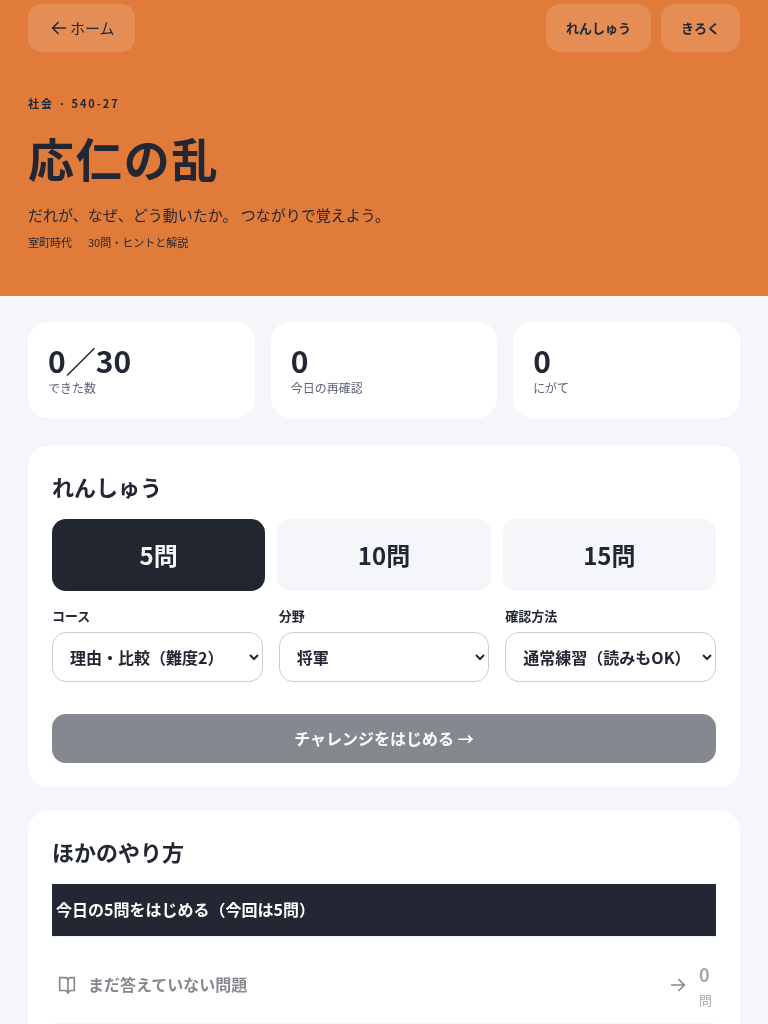 ← ホーム
れんしゅう
きろく
社会 · 540-27
応仁の乱
だれが、なぜ、どう動いたか。 つながりで覚えよう。
室町時代 30問・ヒントと解説
0／30
できた数
0
今日の再確認
0
にがて
れんしゅう
5問
10問
15問
コース
分野
確認方法
理由・比較（難度2）
将軍
通常練習（読みもOK）
チャレンジをはじめる →
ほかのやり方
今日の5問をはじめる（今回は5問）
まだ答えていない問題
→
0
問